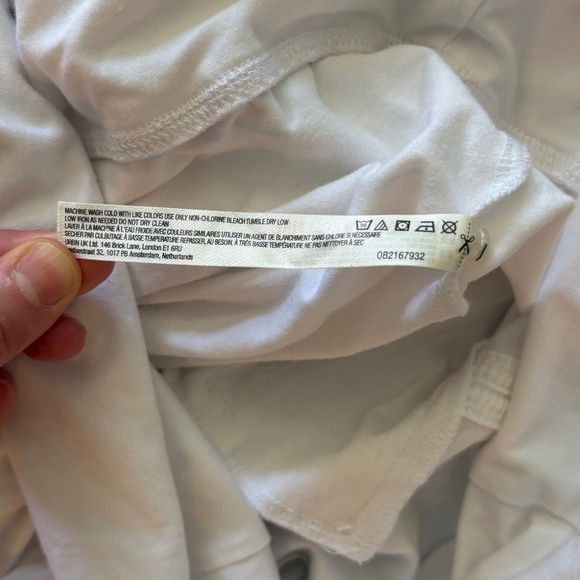 MACHINE WASH COLD WITH LIKE COLORS USE ONLY NON-CHLORINE BLEACH TUMBLE DRY LOW
LOW IRON AS NEEDED DO NOT DRY CLEAN
LAVER À LA MACHINE À L'EAU FROIDE AVEC COULEURS SIMILAIRES UTILISER UN AGENT DE BLANCHIMENT SANS CHLORE SI NÉCESSAIRE
SÉCHER PAR CULBUTAGE À BASSE TEMPÉRATURE REPASSER, AU BESOIN, À TRÈS BASSE TEMPÉRATURE NE PAS NETTOYER À SEC
URBN UK Ltd. 146 Brick Lane, London E1 6RU
32, 1017 PB Amsterdam, Netherlands
0B2167932